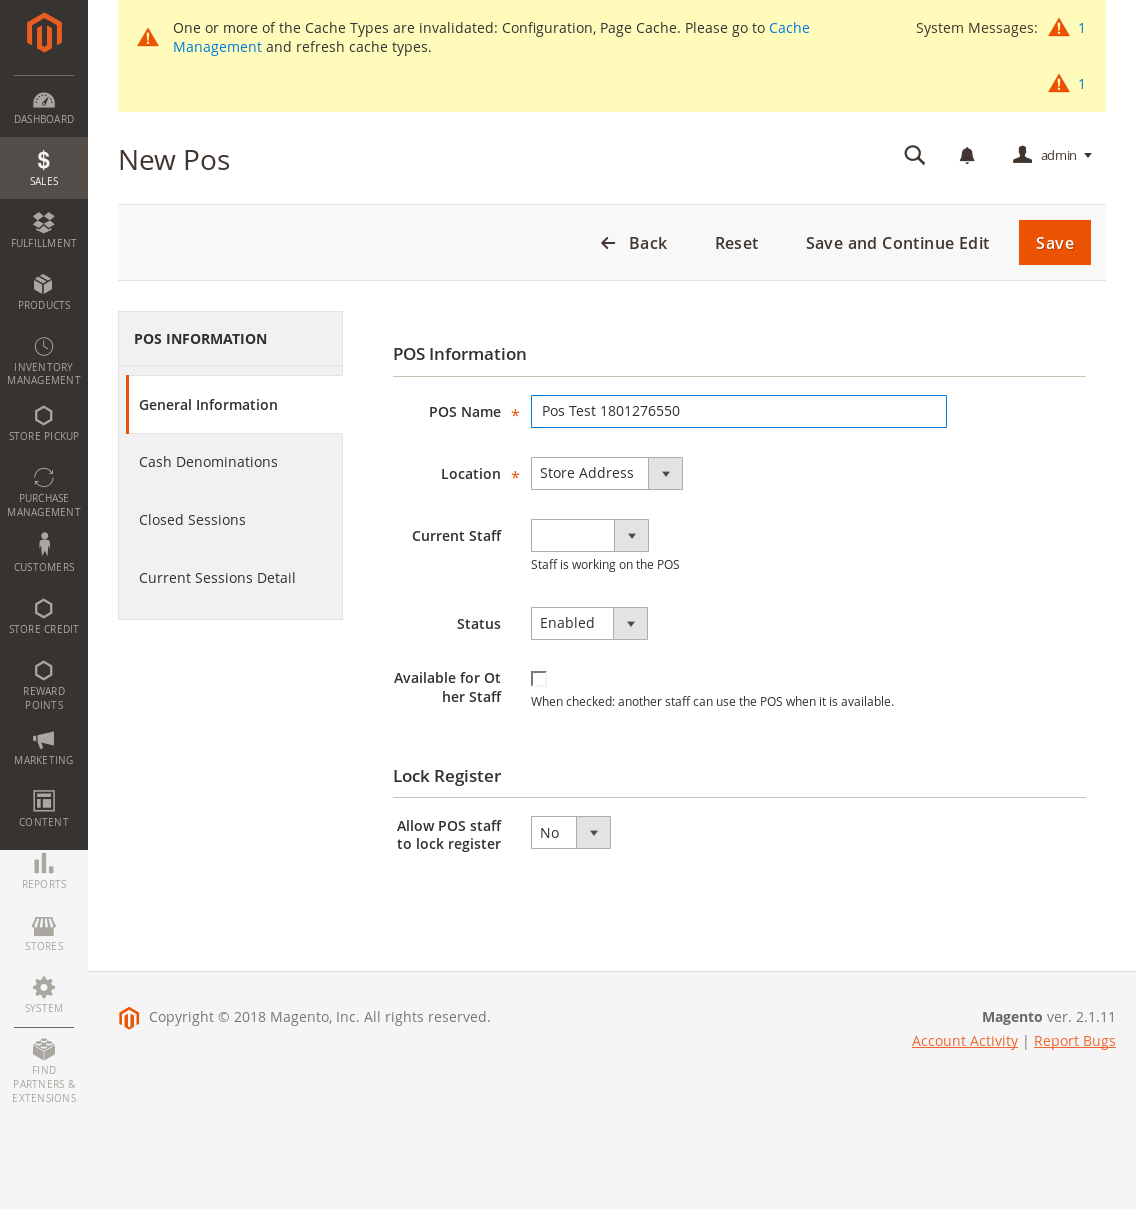 One or more of the Cache Types are invalidated: Configuration, Page Cache. Please go to Cache
Management and refresh cache types.
System Messages: 1
1
DASHBOARD
SALES
FULFILLMENT
PRODUCTS
INVENTORY
MANAGEMENT
STORE PICKUP
PURCHASE
MANAGEMENT
CUSTOMERS
STORE CREDIT
REWARD
POINTS
MARKETING
CONTENT
REPORTS
STORES
SYSTEM
FIND
PARTNERS &
EXTENSIONS
New Pos
admin
Back
Reset
Save and Continue Edit
Save
POS INFORMATION
General Information
Cash Denominations
Closed Sessions
Current Sessions Detail
POS Information
POS Name * Pos Test 1801276550
Location * Store Address
Current Staff
Staff is working on the POS
Status Enabled
Available for Ot
her Staff
When checked: another staff can use the POS when it is available.
Lock Register
Allow POS staff
to lock register
No
Copyright © 2018 Magento, Inc. All rights reserved.
Magento ver. 2.1.11
Account Activity | Report Bugs